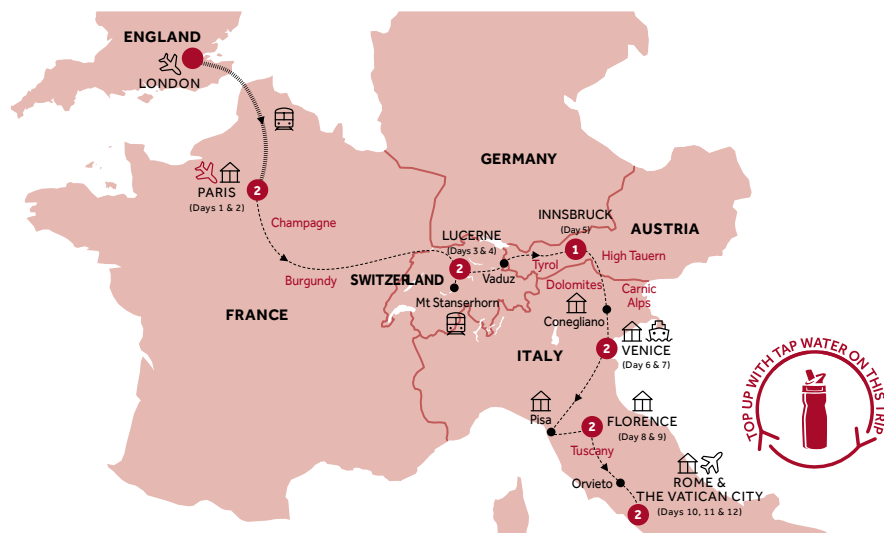 ENGLAND
LONDON
2
PARIS
(Days 1 & 2)
Champagne
Burgundy
FRANCE
GERMANY
LUCERNE
(Days 3 & 4)
2
SWITZERLAND
Mt Stanserhorn
Vaduz
Tyrol
INNSBRUCK
(Day 5)
1
AUSTRIA
High Tauern
Dolomites
Carnic
Alps
Conegliano
ITALY
2
VENICE
(Day 6 & 7)
Pisa
2
FLORENCE
(Day 8 & 9)
Tuscany
Orvieto
ROME &
THE VATICAN CITY
(Days 10, 11 & 12)
2
TOP UP WITH TAP WATER ON THIS TRIP